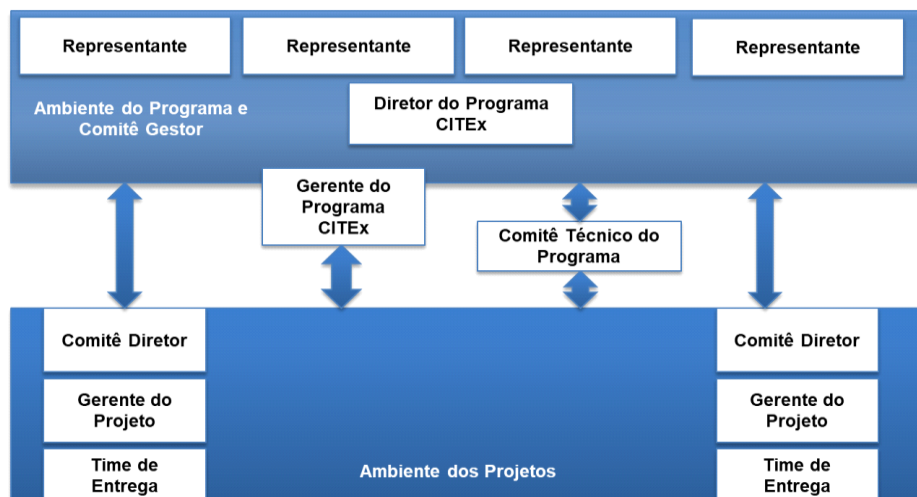 Representante
Representante
Representante
Representante
Ambiente do Programa e
Comitê Gestor
Diretor do Programa
CITEx
Gerente do
Programa
CITEx
Comitê Técnico do
Programa
Comitê Diretor
Gerente do
Projeto
Time de
Entrega
Ambiente dos Projetos
Comitê Diretor
Gerente do
Projeto
Time de
Entrega